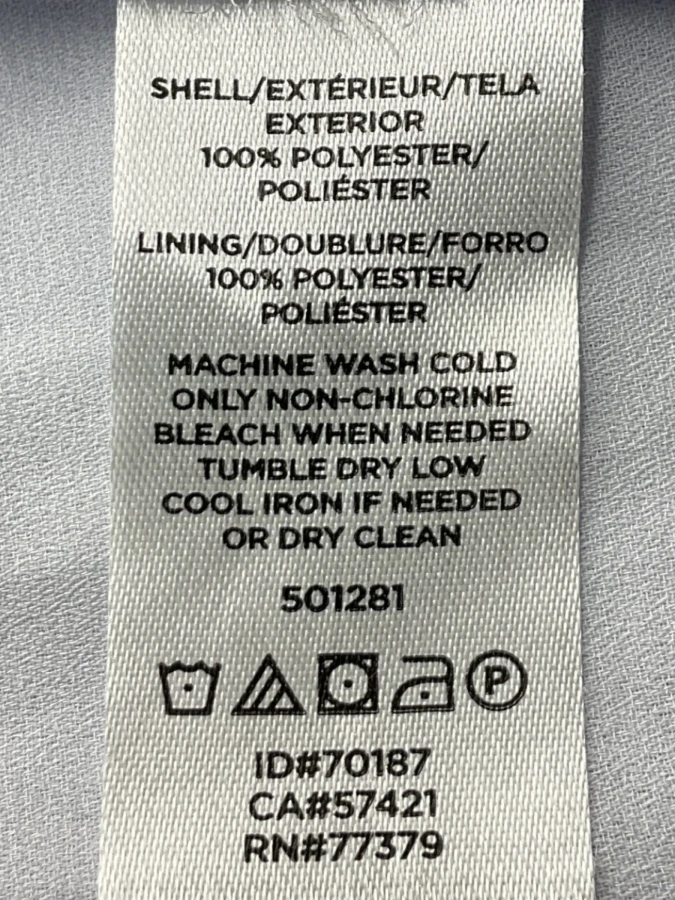 SHELL/EXTÉRIEUR/TELA
EXTERIOR
100% POLYESTER/
POLIÉSTER
LINING/DOUBLURE/FORRO
100% POLYESTER/
POLIÉSTER
MACHINE WASH COLD
ONLY NON-CHLORINE
BLEACH WHEN NEEDED
TUMBLE DRY LOW
COOL IRON IF NEEDED
OR DRY CLEAN
501281
P
ID#70187
CA#57421
RN#77379